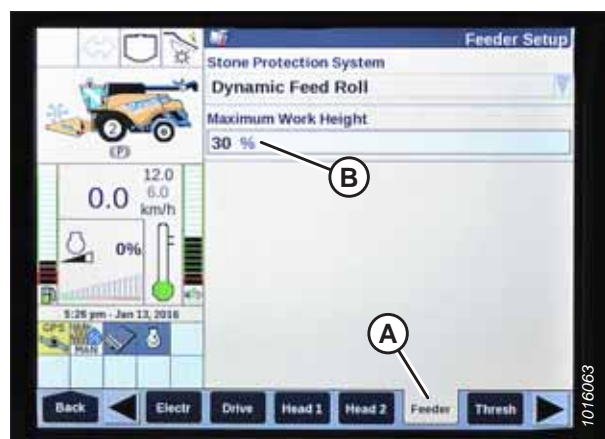 Feeder Setup
Stone Protection System
Dynamic Feed Roll
Maximum Work Height
30 %
B
2
(P)
12.0
0.0 6.0
km/h
0%
F
5:26 pm - Jan 13, 2016
GPS
MAN
A
Back Electr Drive Head 1 Head 2 Feeder Thresh
1016063